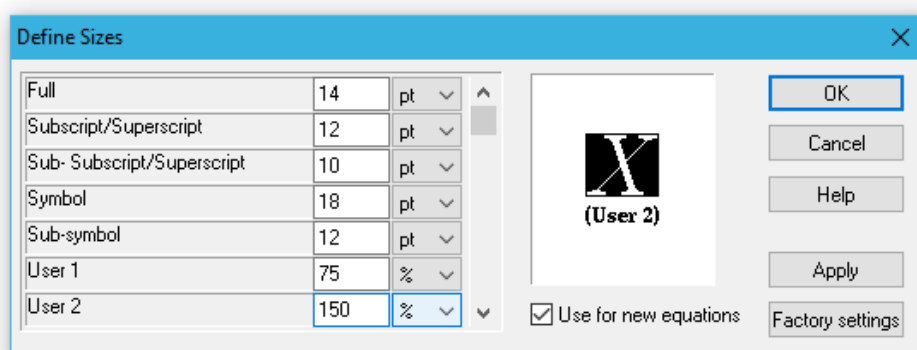 Define Sizes
Full 14 pt
Subscript/Superscript 12 pt
Sub- Subscript/Superscript 10 pt
Symbol 18 pt
Sub-symbol 12 pt
User 1 75 %
User 2 150 %
X
(User 2)
Use for new equations
OK
Cancel
Help
Apply
Factory settings